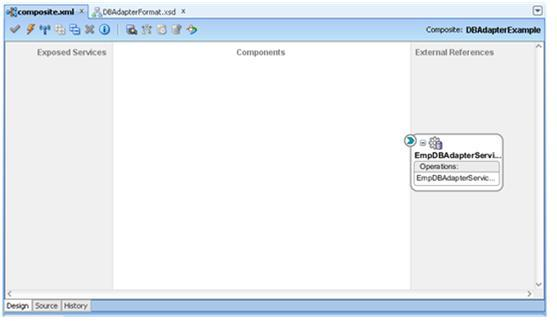 composite.xml DBAdapterFormat.xsd
Composite: DBAdapterExample
Exposed Services Components External References
EmpDBAdapterServi...
Operations:
EmpDBAdapterServic...
Design Source History